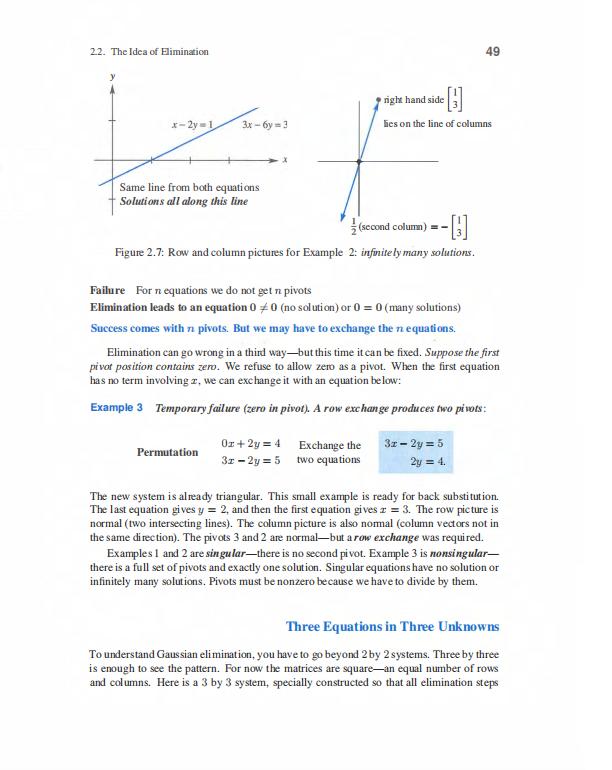 2.2. The Idea of Elimination 49
y
x − 2y = 1 3x − 6y = 3
x
Same line from both equations
Solutions all along this line
right hand side [1 3]
lies on the line of columns
1/2 (second column) = − [1 3]
Figure 2.7: Row and column pictures for Example 2: infinitely many solutions.
Failure For n equations we do not get n pivots
Elimination leads to an equation 0 ≠ 0 (no solution) or 0 = 0 (many solutions)
Success comes with n pivots. But we may have to exchange the n equations.
Elimination can go wrong in a third way—but this time it can be fixed. Suppose the first
pivot position contains zero. We refuse to allow zero as a pivot. When the first equation
has no term involving x, we can exchange it with an equation below:
Example 3 Temporary failure (zero in pivot). A row exchange produces two pivots:
Permutation
0x + 2y = 4
3x − 2y = 5
Exchange the
two equations
3x − 2y = 5
2y = 4.
The new system is already triangular. This small example is ready for back substitution.
The last equation gives y = 2, and then the first equation gives x = 3. The row picture is
normal (two intersecting lines). The column picture is also normal (column vectors not in
the same direction). The pivots 3 and 2 are normal—but a row exchange was required.
Examples 1 and 2 are singular—there is no second pivot. Example 3 is nonsingular—
there is a full set of pivots and exactly one solution. Singular equations have no solution or
infinitely many solutions. Pivots must be nonzero because we have to divide by them.
Three Equations in Three Unknowns
To understand Gaussian elimination, you have to go beyond 2 by 2 systems. Three by three
is enough to see the pattern. For now the matrices are square—an equal number of rows
and columns. Here is a 3 by 3 system, specially constructed so that all elimination steps